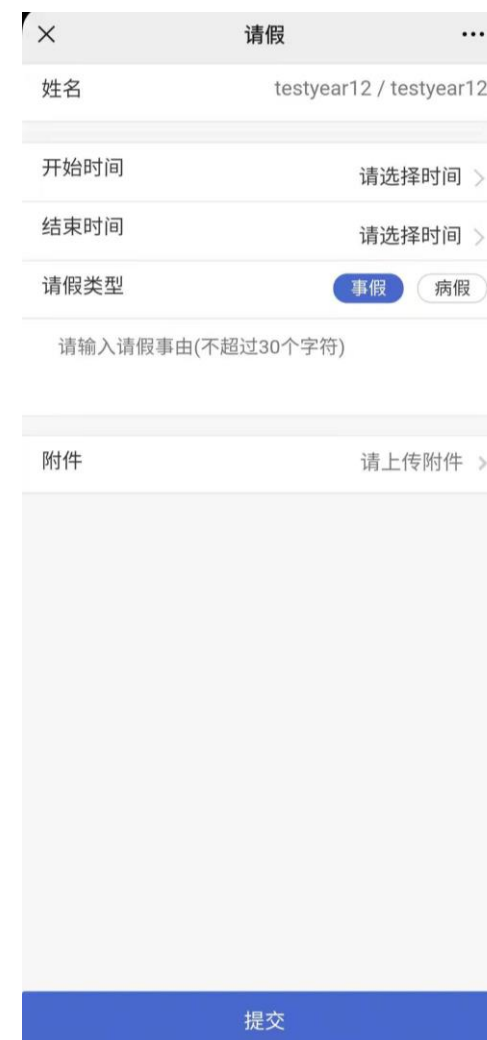 请假
姓名 testyear12 / testyear12
开始时间 请选择时间
结束时间 请选择时间
请假类型 事假 病假
请输入请假事由(不超过30个字符)
附件 请上传附件
提交